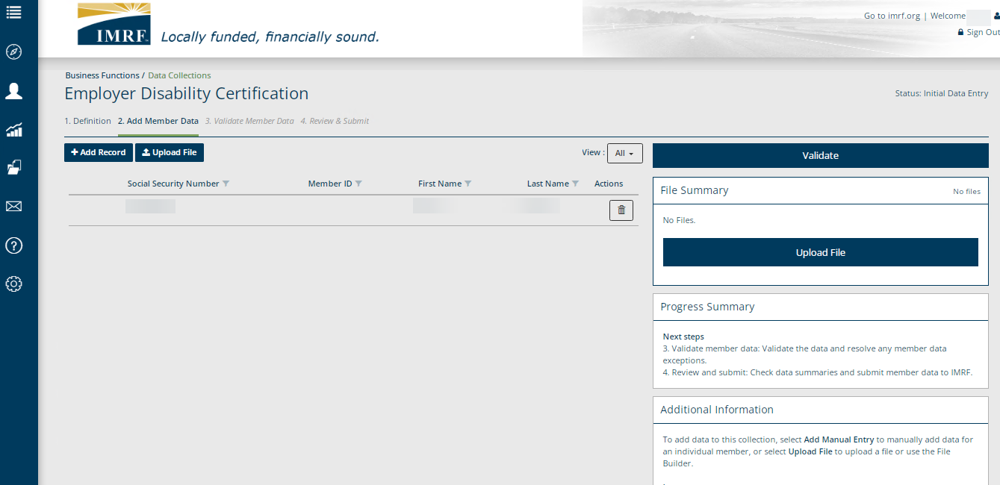 IMRF
Locally funded, financially sound.
Go to imrf.org | Welcome
Sign Out
Business Functions / Data Collections
Employer Disability Certification
Status: Initial Data Entry
1. Definition 2. Add Member Data 3. Validate Member Data 4. Review & Submit
+ Add Record Upload File
View : All
Social Security Number Member ID First Name Last Name Actions
Validate
File Summary No files
No Files.
Upload File
Progress Summary
Next steps
3. Validate member data: Validate the data and resolve any member data
exceptions.
4. Review and submit: Check data summaries and submit member data to IMRF.
Additional Information
To add data to this collection, select Add Manual Entry to manually add data for
an individual member, or select Upload File to upload a file or use the File
Builder.